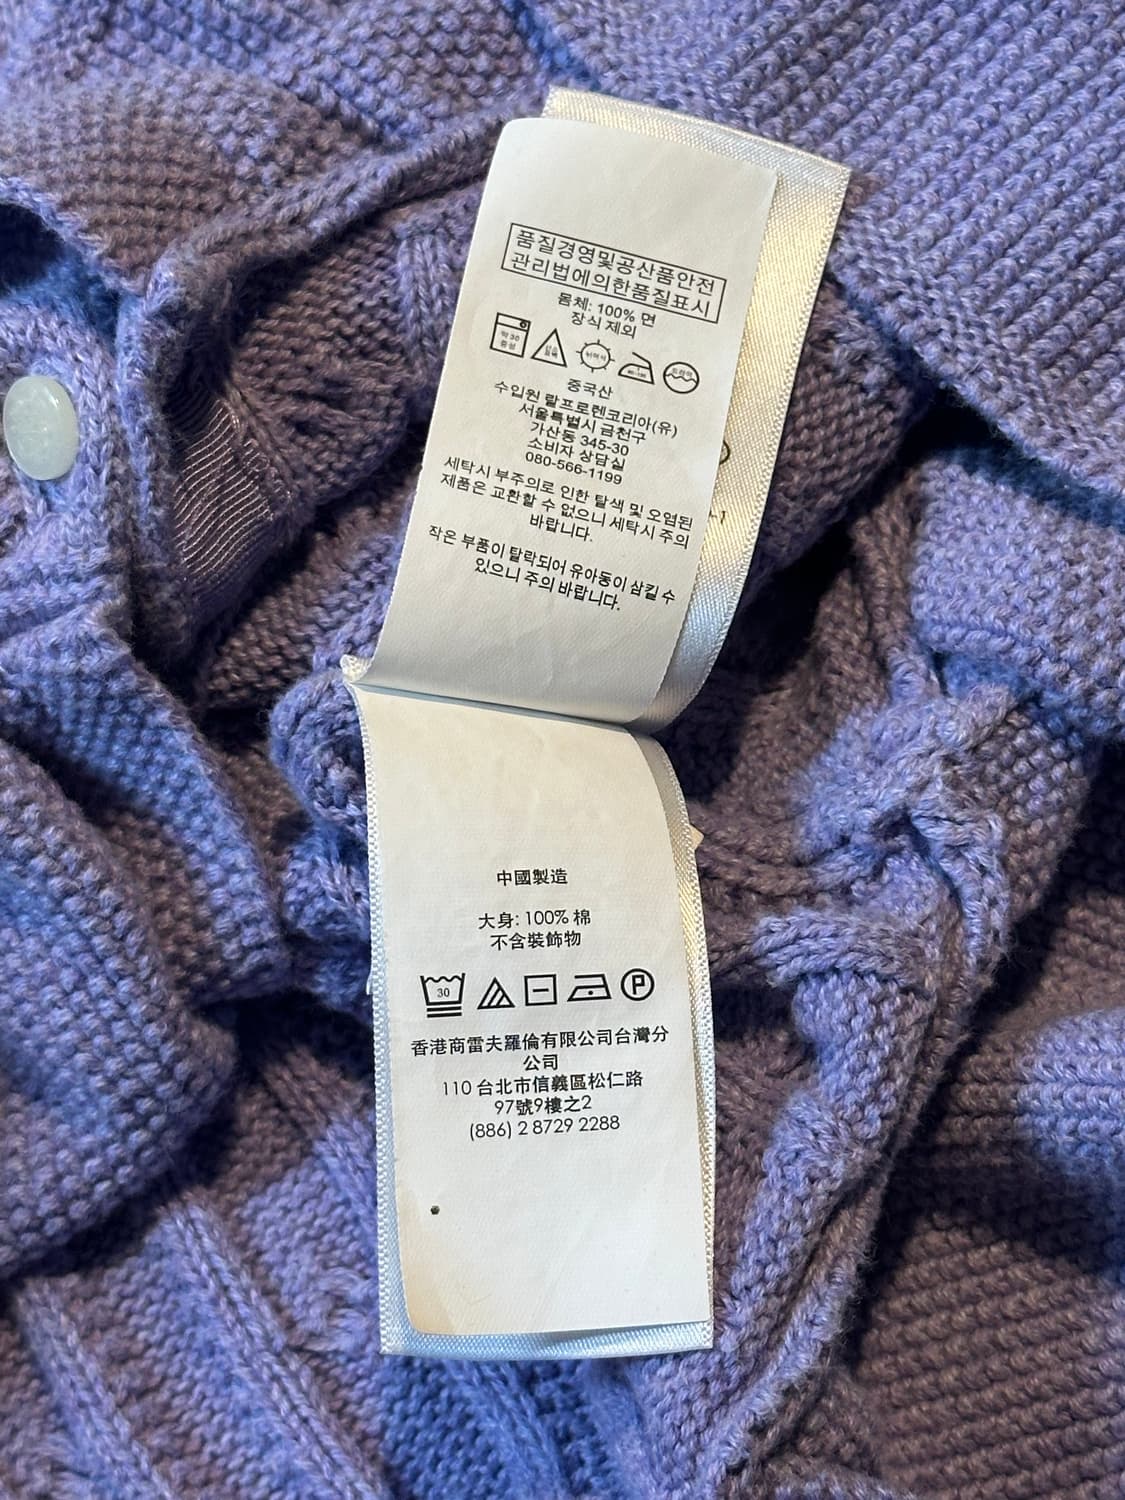 품질경영및공산품안전
관리법에의한품질표시
몸체: 100% 면
장식 제외
약 30
중성
중국산
수입원 랄프로렌코리아(유)
서울특별시 금천구
가산동 345-30
소비자 상담실
080-566-1199
세탁시 부주의로 인한 탈색 및 오염된
제품은 교환할 수 없으니 세탁시 주의
바랍니다.
작은 부품이 탈락되어 유아동이 삼킬 수
있으니 주의 바랍니다.
中國製造
大身: 100% 棉
不含裝飾物
30
P
香港商雷夫羅倫有限公司台灣分
公司
110 台北市信義區松仁路
97號9樓之2
(886) 2 8729 2288